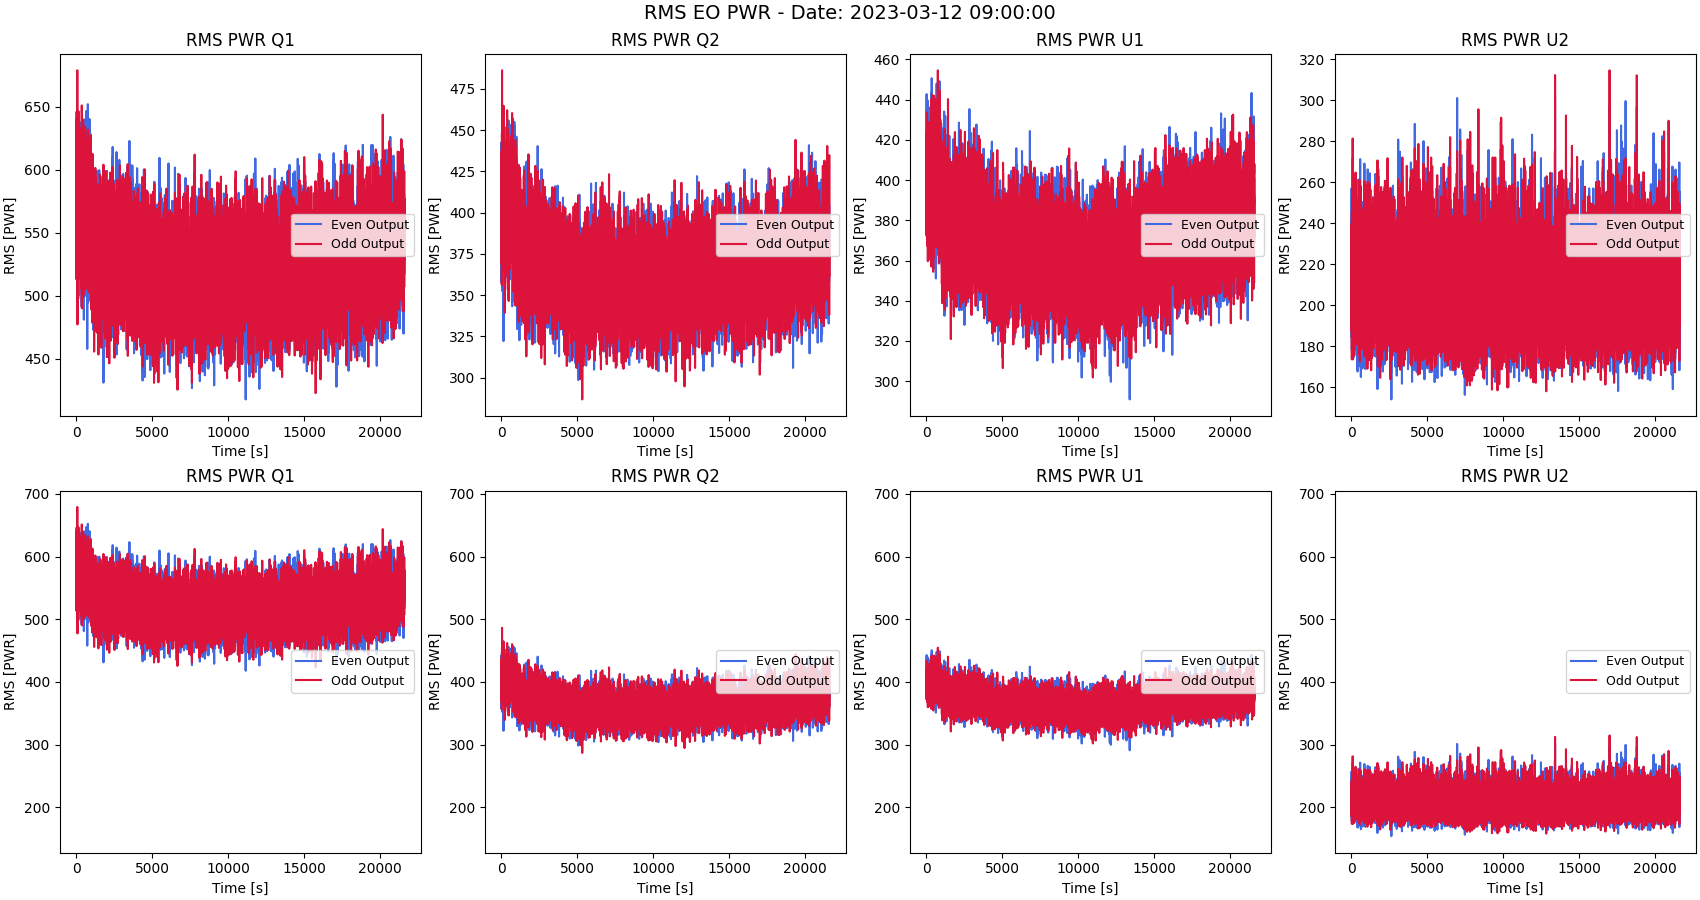 RMS EO PWR - Date: 2023-03-12 09:00:00
RMS PWR Q1
RMS [PWR]
650
600
550
500
450
Even Output
Odd Output
0 5000 10000 15000 20000
Time [s]
RMS PWR Q2
RMS [PWR]
475
450
425
400
375
350
325
300
Even Output
Odd Output
0 5000 10000 15000 20000
Time [s]
RMS PWR U1
RMS [PWR]
460
440
420
400
380
360
340
320
300
Even Output
Odd Output
0 5000 10000 15000 20000
Time [s]
RMS PWR U2
RMS [PWR]
320
300
280
260
240
220
200
180
160
Even Output
Odd Output
0 5000 10000 15000 20000
Time [s]
RMS PWR Q1
RMS [PWR]
700
600
500
400
300
200
Even Output
Odd Output
0 5000 10000 15000 20000
Time [s]
RMS PWR Q2
RMS [PWR]
700
600
500
400
300
200
Even Output
Odd Output
0 5000 10000 15000 20000
Time [s]
RMS PWR U1
RMS [PWR]
700
600
500
400
300
200
Even Output
Odd Output
0 5000 10000 15000 20000
Time [s]
RMS PWR U2
RMS [PWR]
700
600
500
400
300
200
Even Output
Odd Output
0 5000 10000 15000 20000
Time [s]